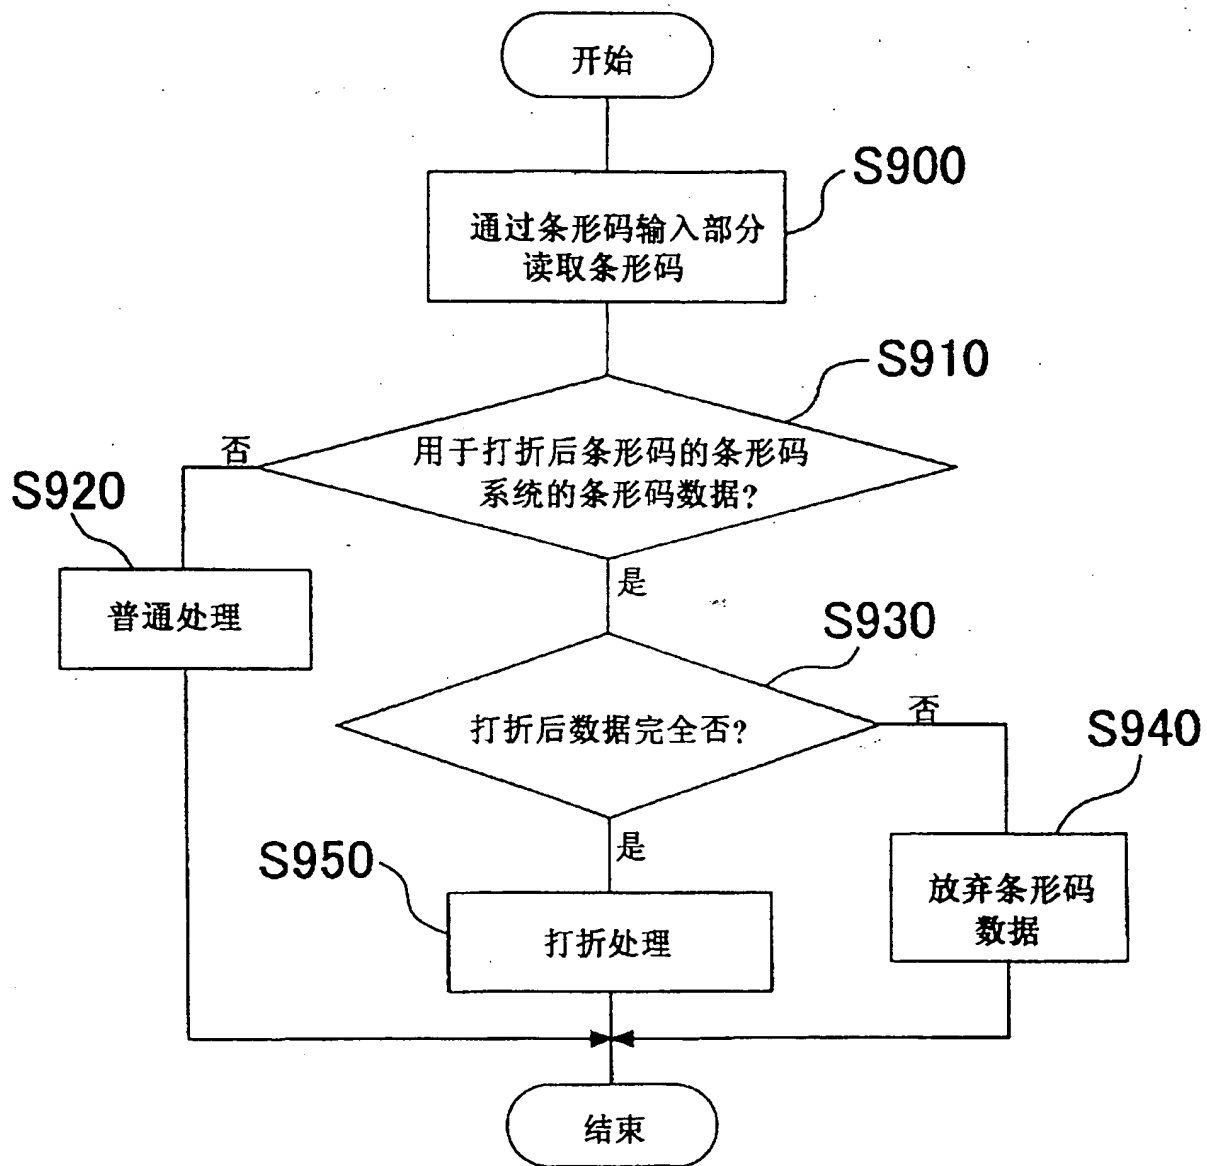 开始
S900
通过条形码输入部分
读取条形码
S910
用于打折后条形码的条形码
系统的条形码数据?
否
S920
普通处理
是
S930
打折后数据完全否?
否
S940
放弃条形码
数据
是
S950
打折处理
结束